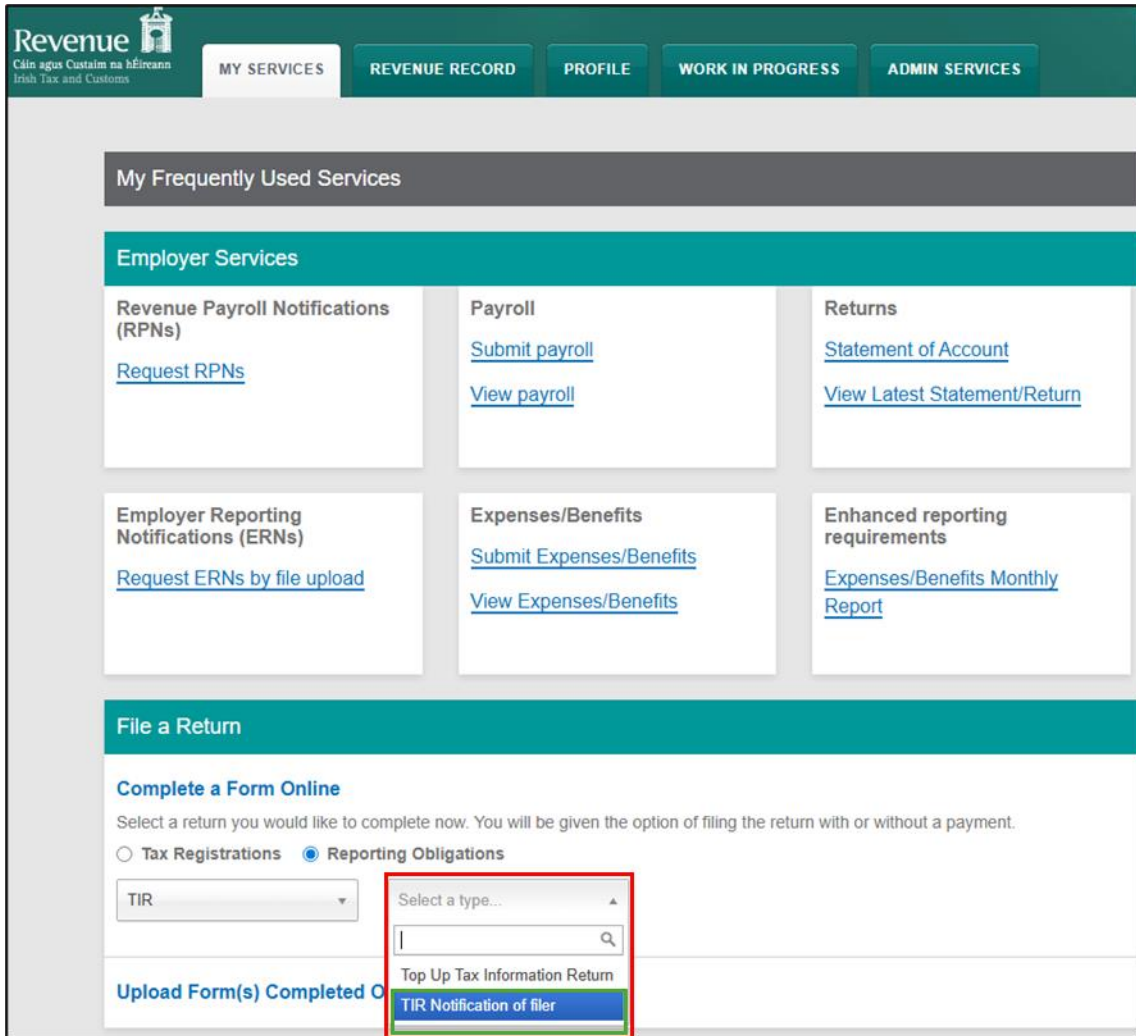 Revenue
Cáin agus Custaim na hÉireann
Irish Tax and Customs
MY SERVICES
REVENUE RECORD
PROFILE
WORK IN PROGRESS
ADMIN SERVICES
My Frequently Used Services
Employer Services
Revenue Payroll Notifications
(RPNs)
Request RPNs
Payroll
Submit payroll
View payroll
Returns
Statement of Account
View Latest Statement/Return
Employer Reporting
Notifications (ERNs)
Request ERNs by file upload
Expenses/Benefits
Submit Expenses/Benefits
View Expenses/Benefits
Enhanced reporting
requirements
Expenses/Benefits Monthly
Report
File a Return
Complete a Form Online
Select a return you would like to complete now. You will be given the option of filing the return with or without a payment.
Tax Registrations Reporting Obligations
TIR
Select a type...
Top Up Tax Information Return
TIR Notification of filer
Upload Form(s) Completed O